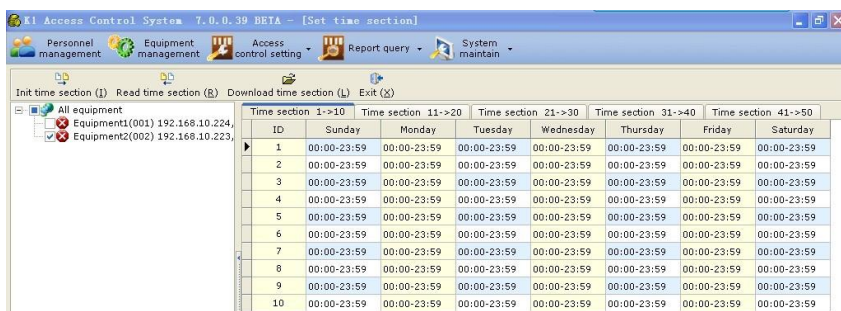 K1 Access Control System 7.0.0.39 BETA - [Set time section]
Personnel management Equipment management Access control setting Report query System maintain
Init time section (I) Read time section (R) Download time section (L) Exit (X)
All equipment
Equipment1(001) 192.168.10.224,
Equipment2(002) 192.168.10.223,
Time section 1->10 Time section 11->20 Time section 21->30 Time section 31->40 Time section 41->50
ID Sunday Monday Tuesday Wednesday Thursday Friday Saturday
1 00:00-23:59 00:00-23:59 00:00-23:59 00:00-23:59 00:00-23:59 00:00-23:59 00:00-23:59
2 00:00-23:59 00:00-23:59 00:00-23:59 00:00-23:59 00:00-23:59 00:00-23:59 00:00-23:59
3 00:00-23:59 00:00-23:59 00:00-23:59 00:00-23:59 00:00-23:59 00:00-23:59 00:00-23:59
4 00:00-23:59 00:00-23:59 00:00-23:59 00:00-23:59 00:00-23:59 00:00-23:59 00:00-23:59
5 00:00-23:59 00:00-23:59 00:00-23:59 00:00-23:59 00:00-23:59 00:00-23:59 00:00-23:59
6 00:00-23:59 00:00-23:59 00:00-23:59 00:00-23:59 00:00-23:59 00:00-23:59 00:00-23:59
7 00:00-23:59 00:00-23:59 00:00-23:59 00:00-23:59 00:00-23:59 00:00-23:59 00:00-23:59
8 00:00-23:59 00:00-23:59 00:00-23:59 00:00-23:59 00:00-23:59 00:00-23:59 00:00-23:59
9 00:00-23:59 00:00-23:59 00:00-23:59 00:00-23:59 00:00-23:59 00:00-23:59 00:00-23:59
10 00:00-23:59 00:00-23:59 00:00-23:59 00:00-23:59 00:00-23:59 00:00-23:59 00:00-23:59